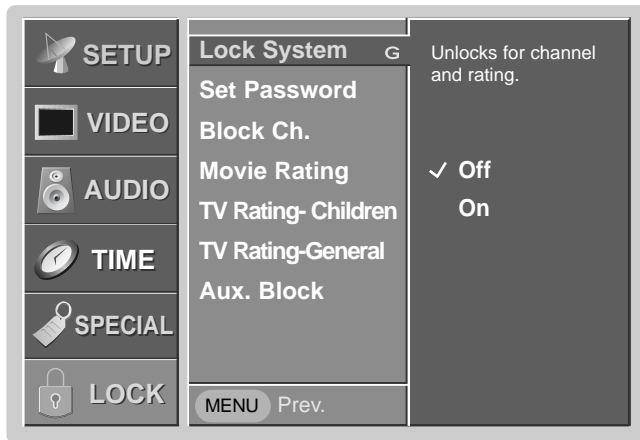 SETUP
VIDEO
AUDIO
TIME
SPECIAL
LOCK
Lock System G
Set Password
Block Ch.
Movie Rating
TV Rating- Children
TV Rating-General
Aux. Block
MENU Prev.
Unlocks for channel
and rating.
✓ Off
On